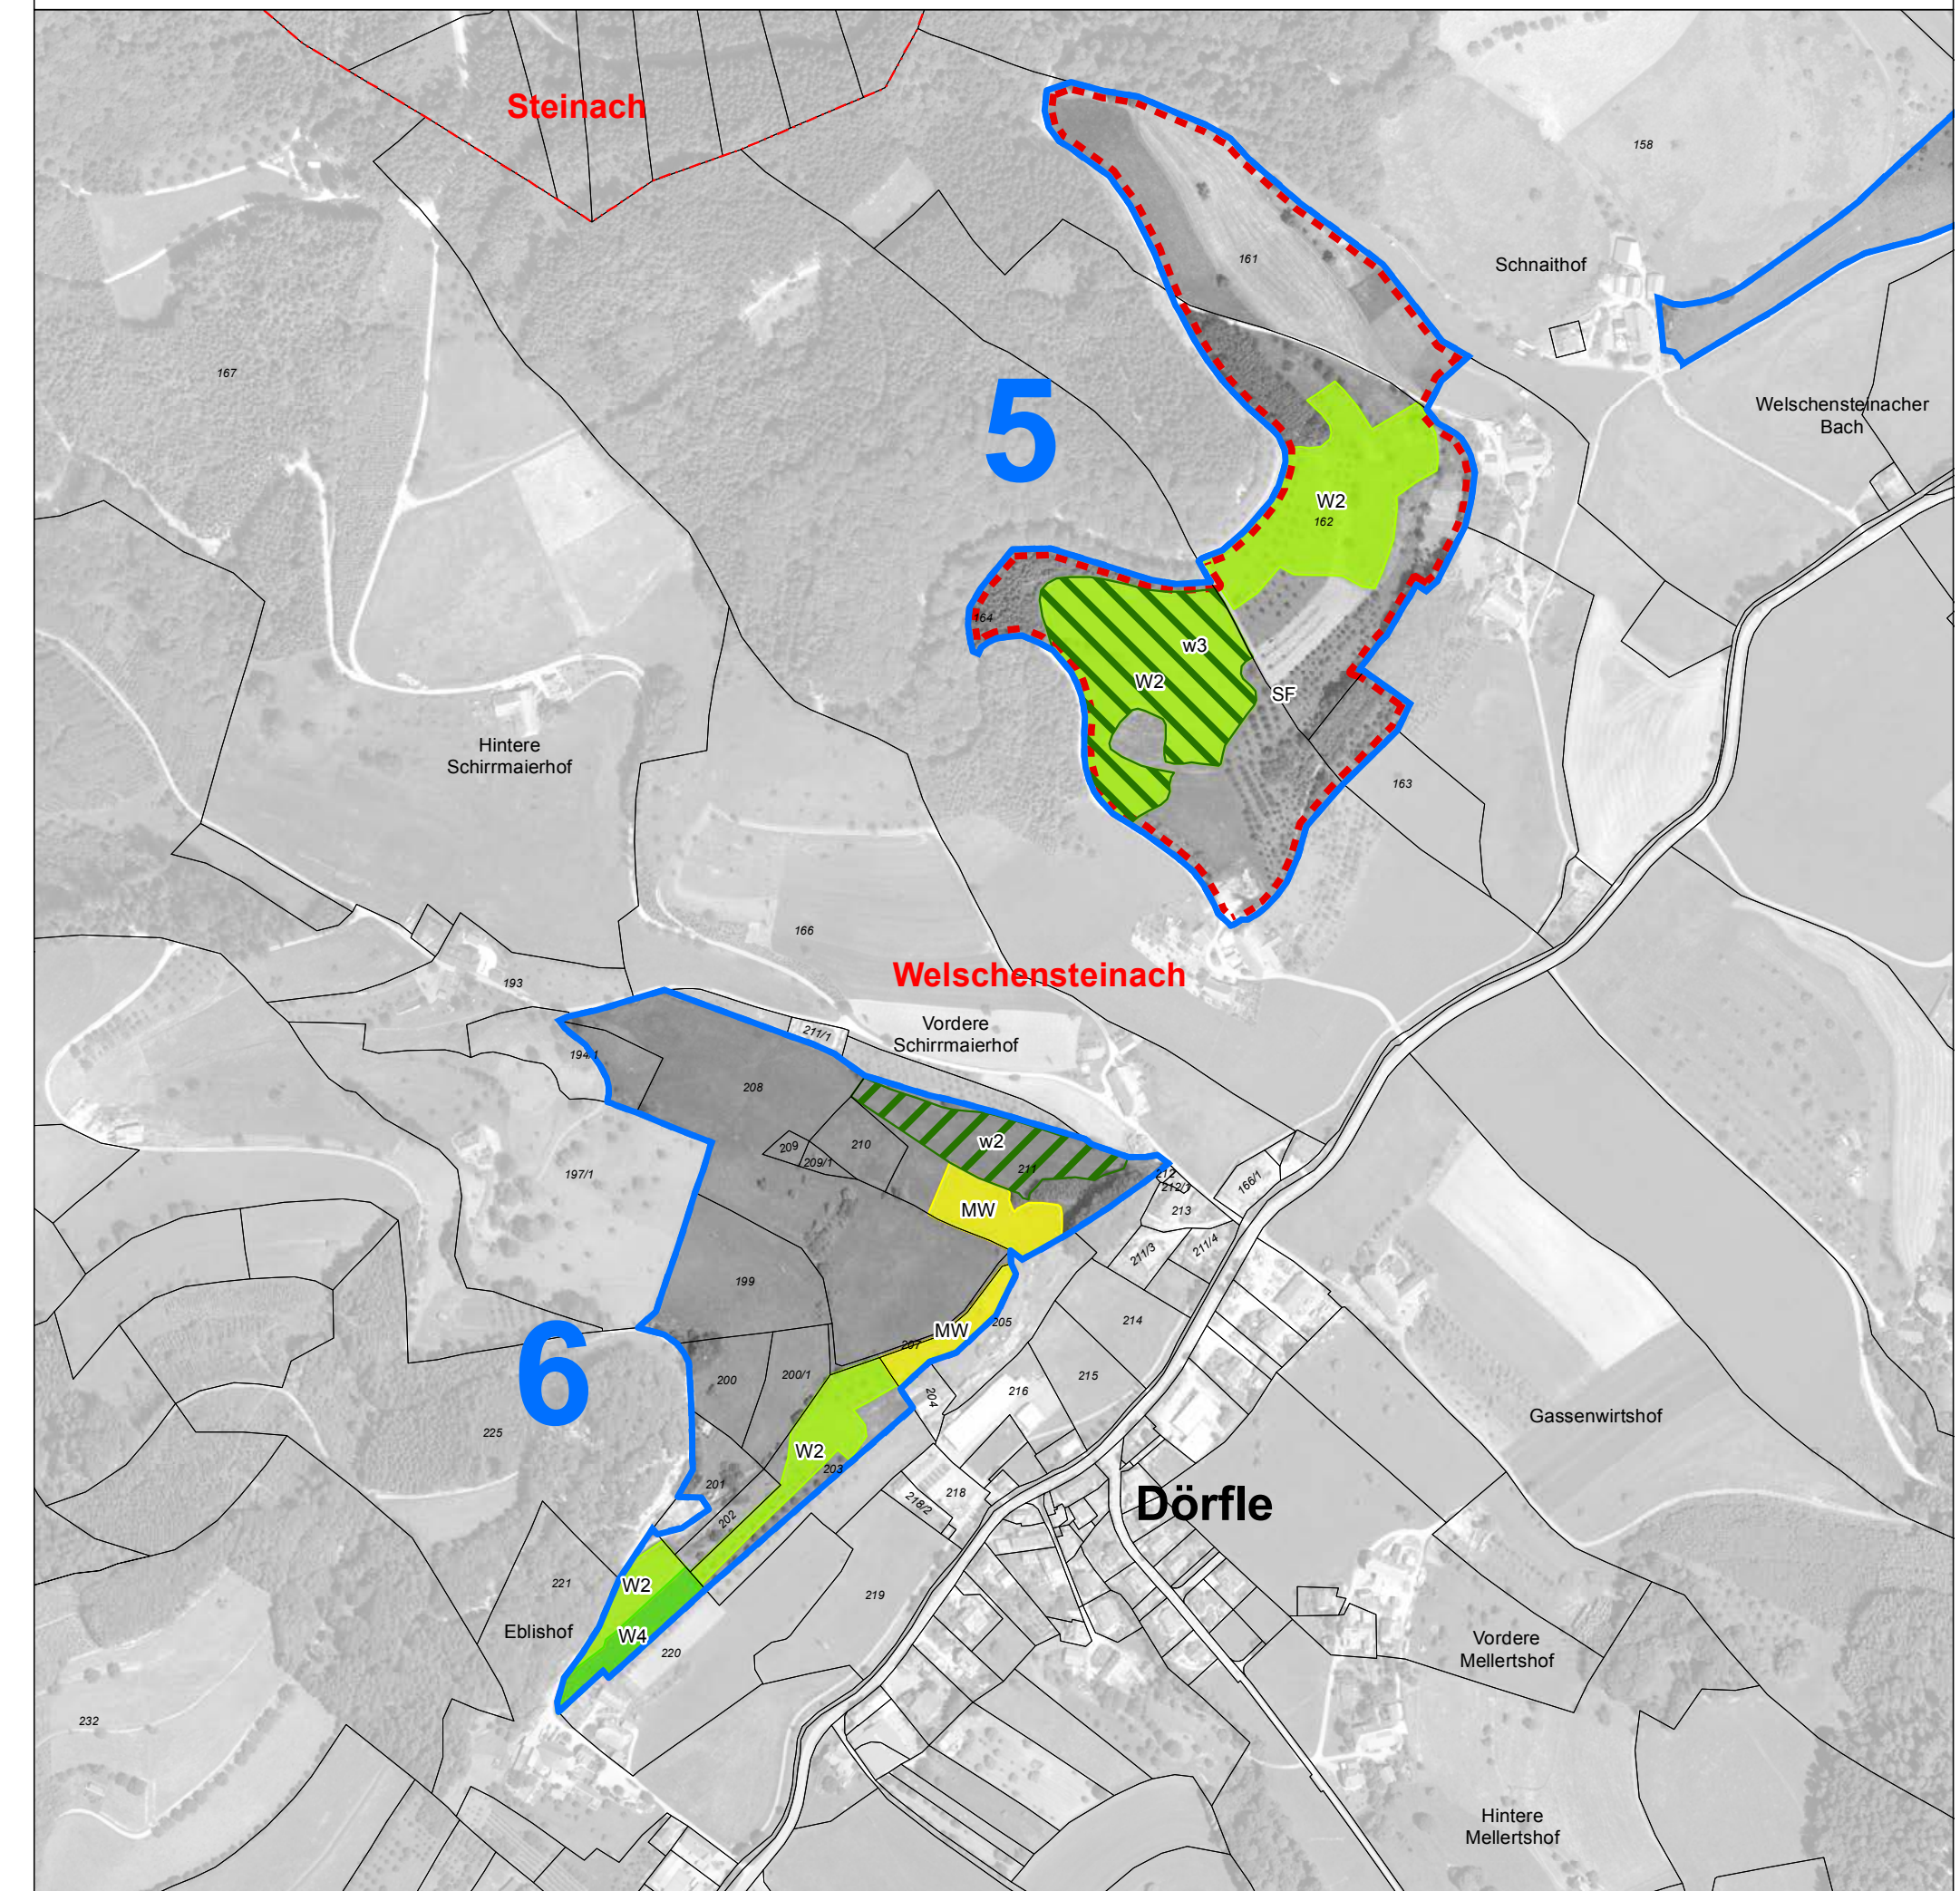 Steinach
158
161
Schnaithof
167
Welschensteinacher
Bach
5
W2
162
164
w3
W2
SF
Hintere
Schirrmaierhof
163
166
Welschensteinach
193
Vordere
Schirrmaierhof
211/1
194/1
208
w2
209
210
209/1
211
212
212/1
166/1
197/1
MW
213
211/3
211/4
199
MW
205
214
207
6
200
200/1
204
216
215
225
Gassenwirtshof
W2
203
201
218
218/2
Dörfle
202
221
W2
219
Eblishof
W4
220
Vordere
Mellertshof
232
Hintere
Mellertshof